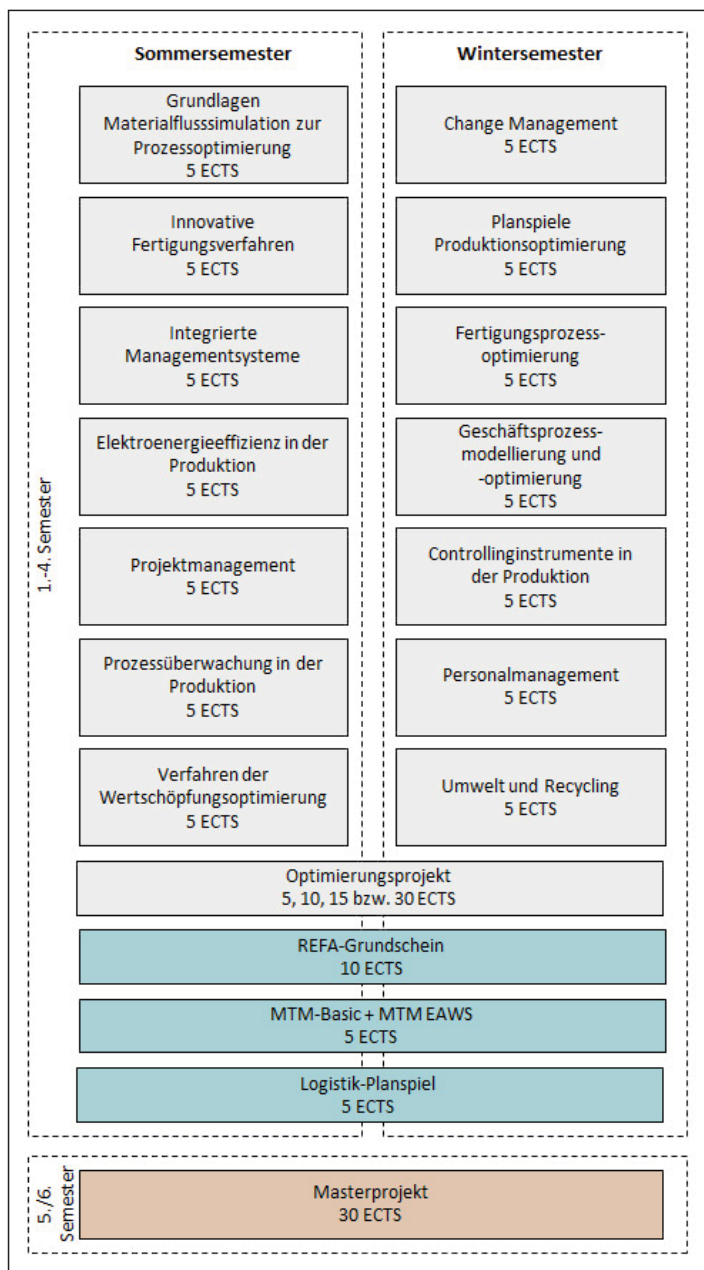 Sommersemester
Grundlagen
Materialflusssimulation zur
Prozessoptimierung
5 ECTS
Innovative
Fertigungsverfahren
5 ECTS
Integrierte
Managementsysteme
5 ECTS
Elektroenergieeffizienz in der
Produktion
5 ECTS
Projektmanagement
5 ECTS
Prozessüberwachung in der
Produktion
5 ECTS
Verfahren der
Wertschöpfungsoptimierung
5 ECTS
Wintersemester
Change Management
5 ECTS
Planspiele
Produktionsoptimierung
5 ECTS
Fertigungsprozess-
optimierung
5 ECTS
Geschäftsprozess-
modellierung und
-optimierung
5 ECTS
Controllinginstrumente in
der Produktion
5 ECTS
Personalmanagement
5 ECTS
Umwelt und Recycling
5 ECTS
1.-4. Semester
Optimierungsprojekt
5, 10, 15 bzw. 30 ECTS
REFA-Grundschein
10 ECTS
MTM-Basic + MTM EAWS
5 ECTS
Logistik-Planspiel
5 ECTS
5./6.
Semester
Masterprojekt
30 ECTS